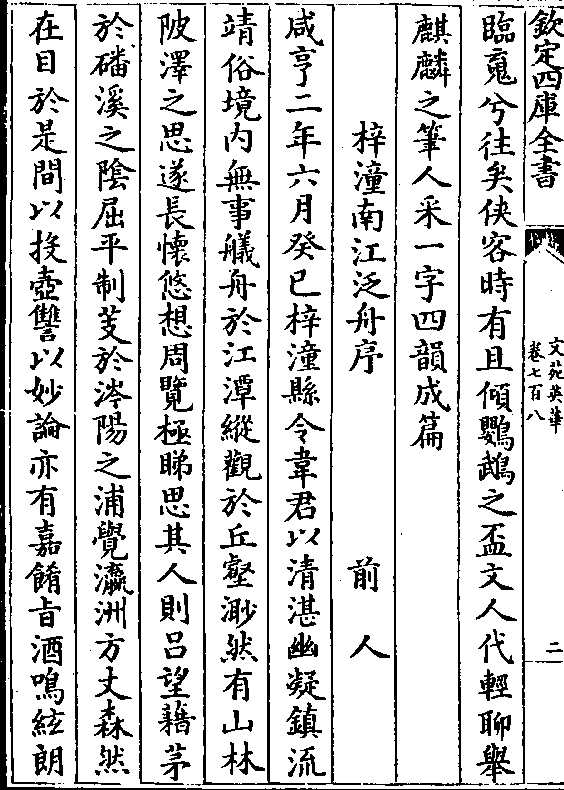 欽定四庫全書
文苑英華
卷七百八
二
臨寬兮往矣俠客時有且傾鸚鵡之盃文人代輕聊舉
麒麟之筆人采一字四韻成篇
梓潼南江泛舟序 前人
咸亨二年六月癸巳梓潼縣令韋君以清湛幽凝鎮流
靖俗境内無事艤舟於江潭縱觀於丘壑渺然有山林
陂澤之思遂長懷悠想周覽極睇思其人則吕望藉茅
於磻溪之隂屈平制芰於涔陽之浦覺瀛洲方丈森然
在目於是間以投壺讐以妙論亦有嘉餚旨酒鳴絃朗